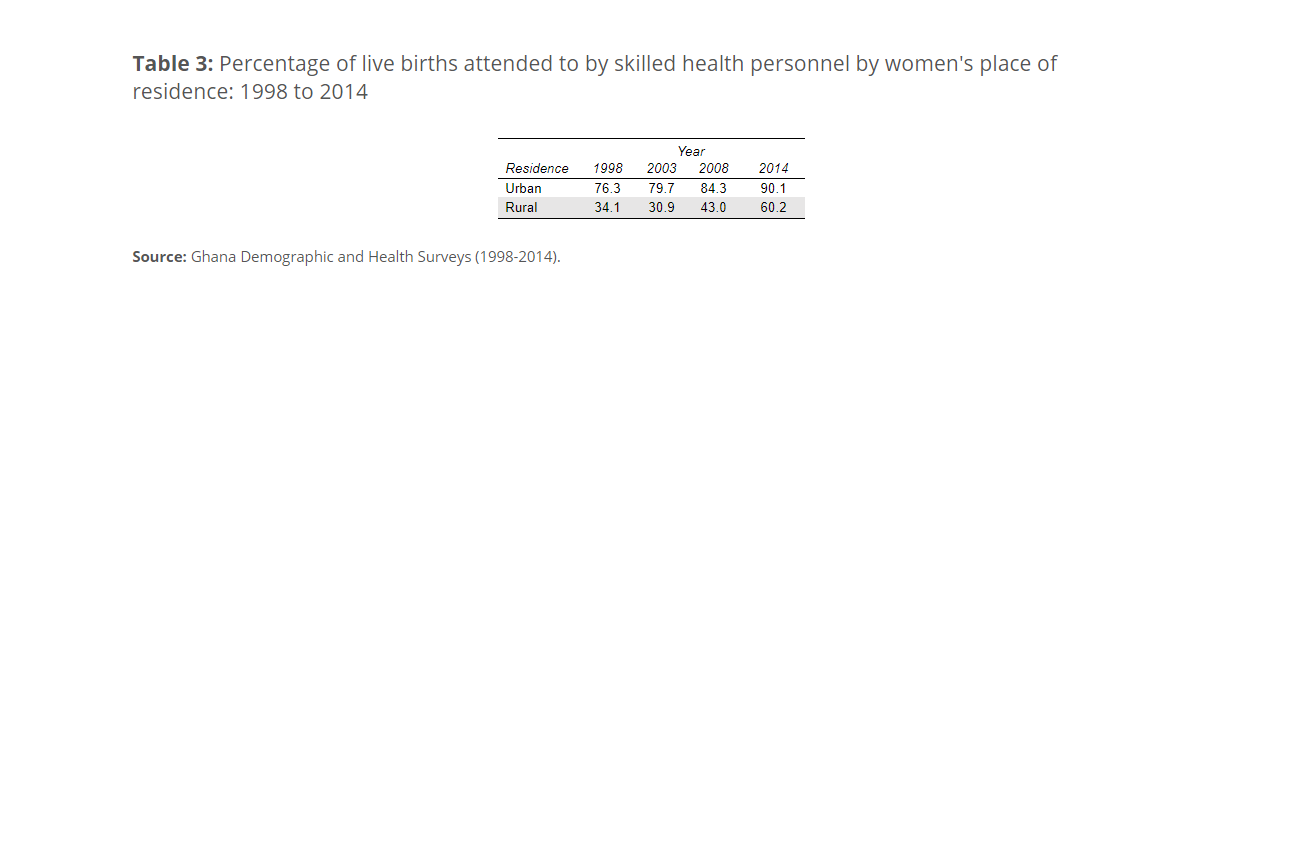 Table 3: Percentage of live births attended to by skilled health personnel by women's place of
residence: 1998 to 2014
Year
Residence 1998 2003 2008 2014
Urban 76.3 79.7 84.3 90.1
Rural 34.1 30.9 43.0 60.2
Source: Ghana Demographic and Health Surveys (1998-2014).